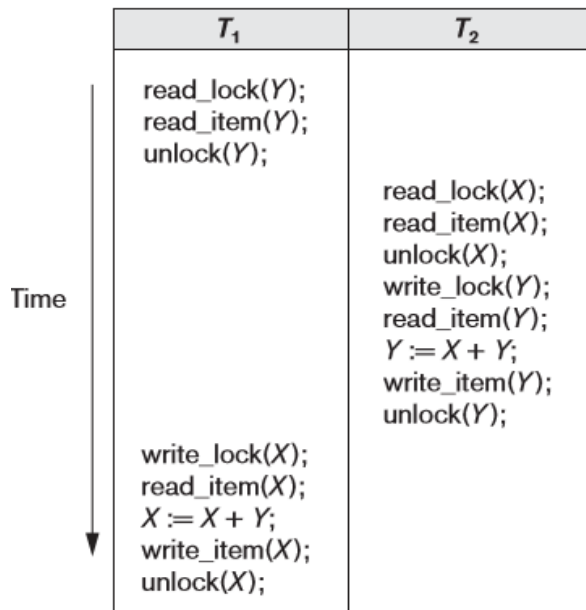 T1 T2
read_lock(Y);
read_item(Y);
unlock(Y);
read_lock(X);
read_item(X);
unlock(X);
write_lock(Y);
Time
read_item(Y);
Y := X + Y;
write_item(Y);
unlock(Y);
write_lock(X);
read_item(X);
X := X + Y;
write_item(X);
unlock(X);